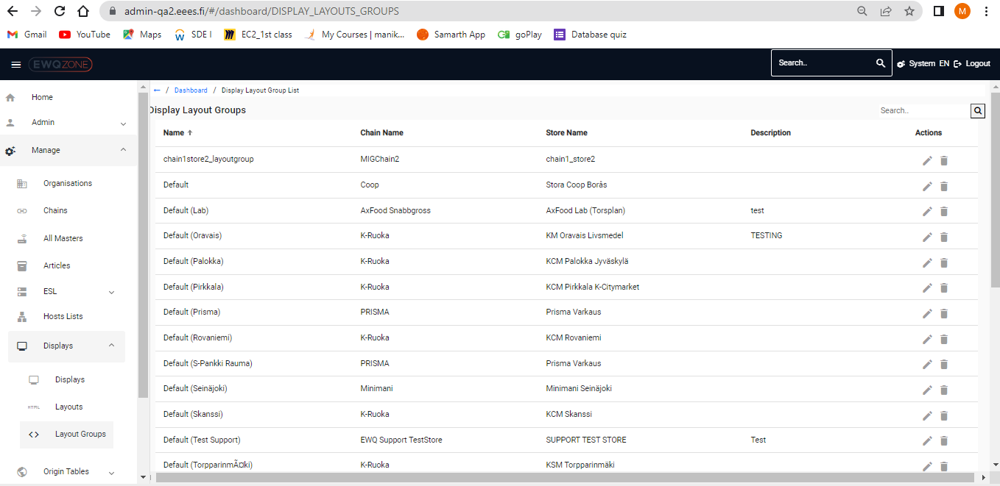 admin-qa2.eees.fi/#/dashboard/DISPLAY_LAYOUTS_GROUPS
M
Gmail YouTube Maps SDE I EC2_1st class My Courses | manik... Samarth App goPlay Database quiz
EWQZONE Search.. System EN Logout
Home
Admin
Manage
Organisations
Chains
All Masters
Articles
ESL
Hosts Lists
Displays
Displays
HTML Layouts
Layout Groups
Origin Tables
← / Dashboard / Display Layout Group List
Display Layout Groups Search..
Name ↑ Chain Name Store Name Description Actions
chain1store2_layoutgroup MIGChain2 chain1_store2
Default Coop Stora Coop Borås
Default (Lab) AxFood Snabbgross AxFood Lab (Torsplan) test
Default (Oravais) K-Ruoka KM Oravais Livsmedel TESTING
Default (Palokka) K-Ruoka KCM Palokka Jyväskylä
Default (Pirkkala) K-Ruoka KCM Pirkkala K-Citymarket
Default (Prisma) PRISMA Prisma Varkaus
Default (Rovaniemi) K-Ruoka KCM Rovaniemi
Default (S-Pankki Rauma) PRISMA Prisma Varkaus
Default (Seinäjoki) Minimani Minimani Seinäjoki
Default (Skanssi) K-Ruoka KCM Skanssi
Default (Test Support) EWQ Support TestStore SUPPORT TEST STORE Test
Default (TorpparinmÃ¤ki) K-Ruoka KSM Torpparinmäki